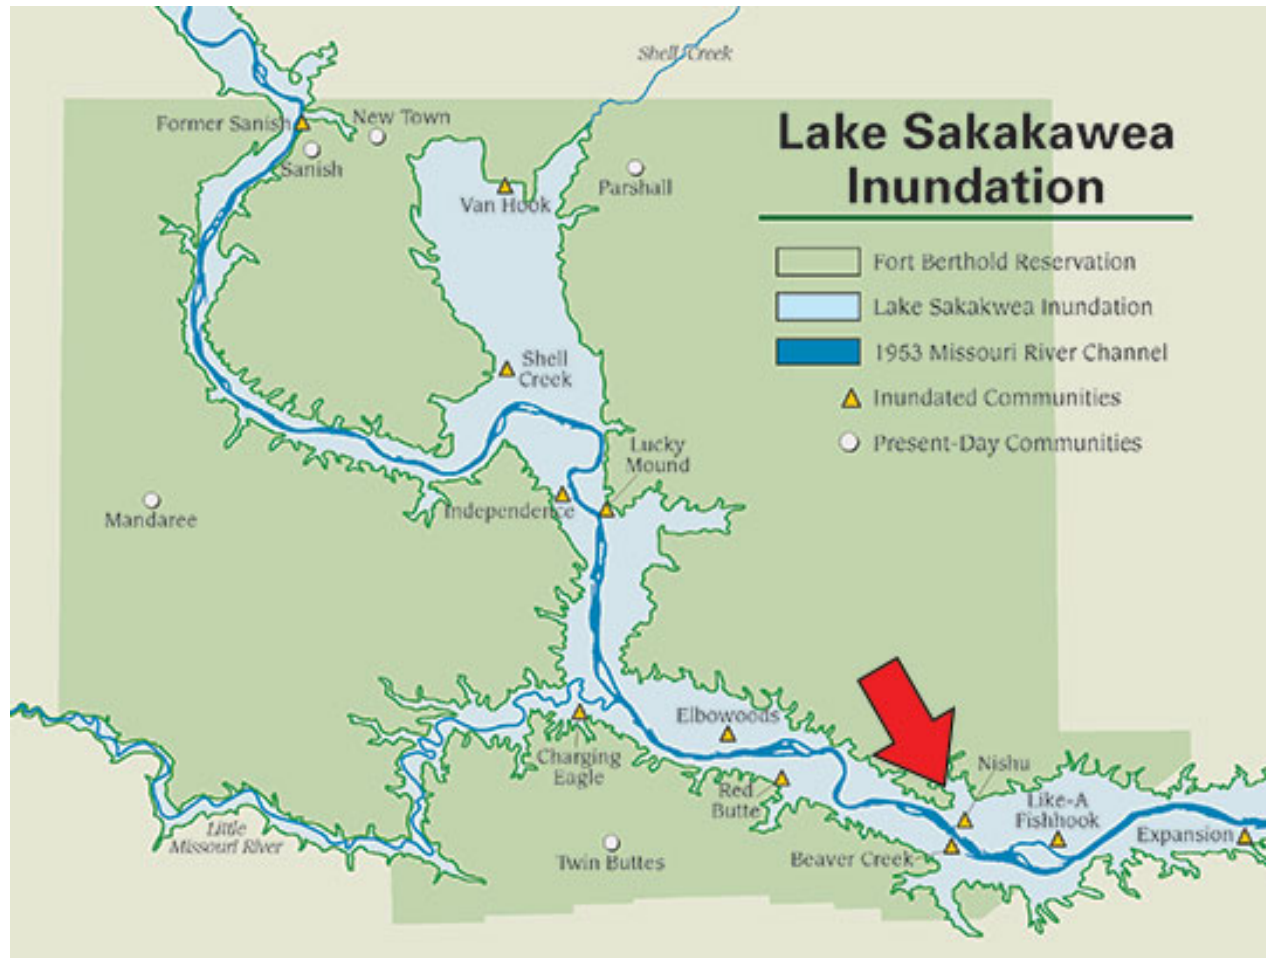 Shell Creek
Former Sanish
New Town
Sanish
Van Hook
Parshall
Lake Sakakawea
Inundation
Fort Berthold Reservation
Lake Sakakwea Inundation
1953 Missouri River Channel
Inundated Communities
Present-Day Communities
Shell
Creek
Lucky
Mound
Independence
Mandaree
Elbowoods
Charging
Eagle
Red
Butte
Nishu
Like-A
Fishhook
Expansion
Little
Missouri River
Twin Buttes
Beaver Creek